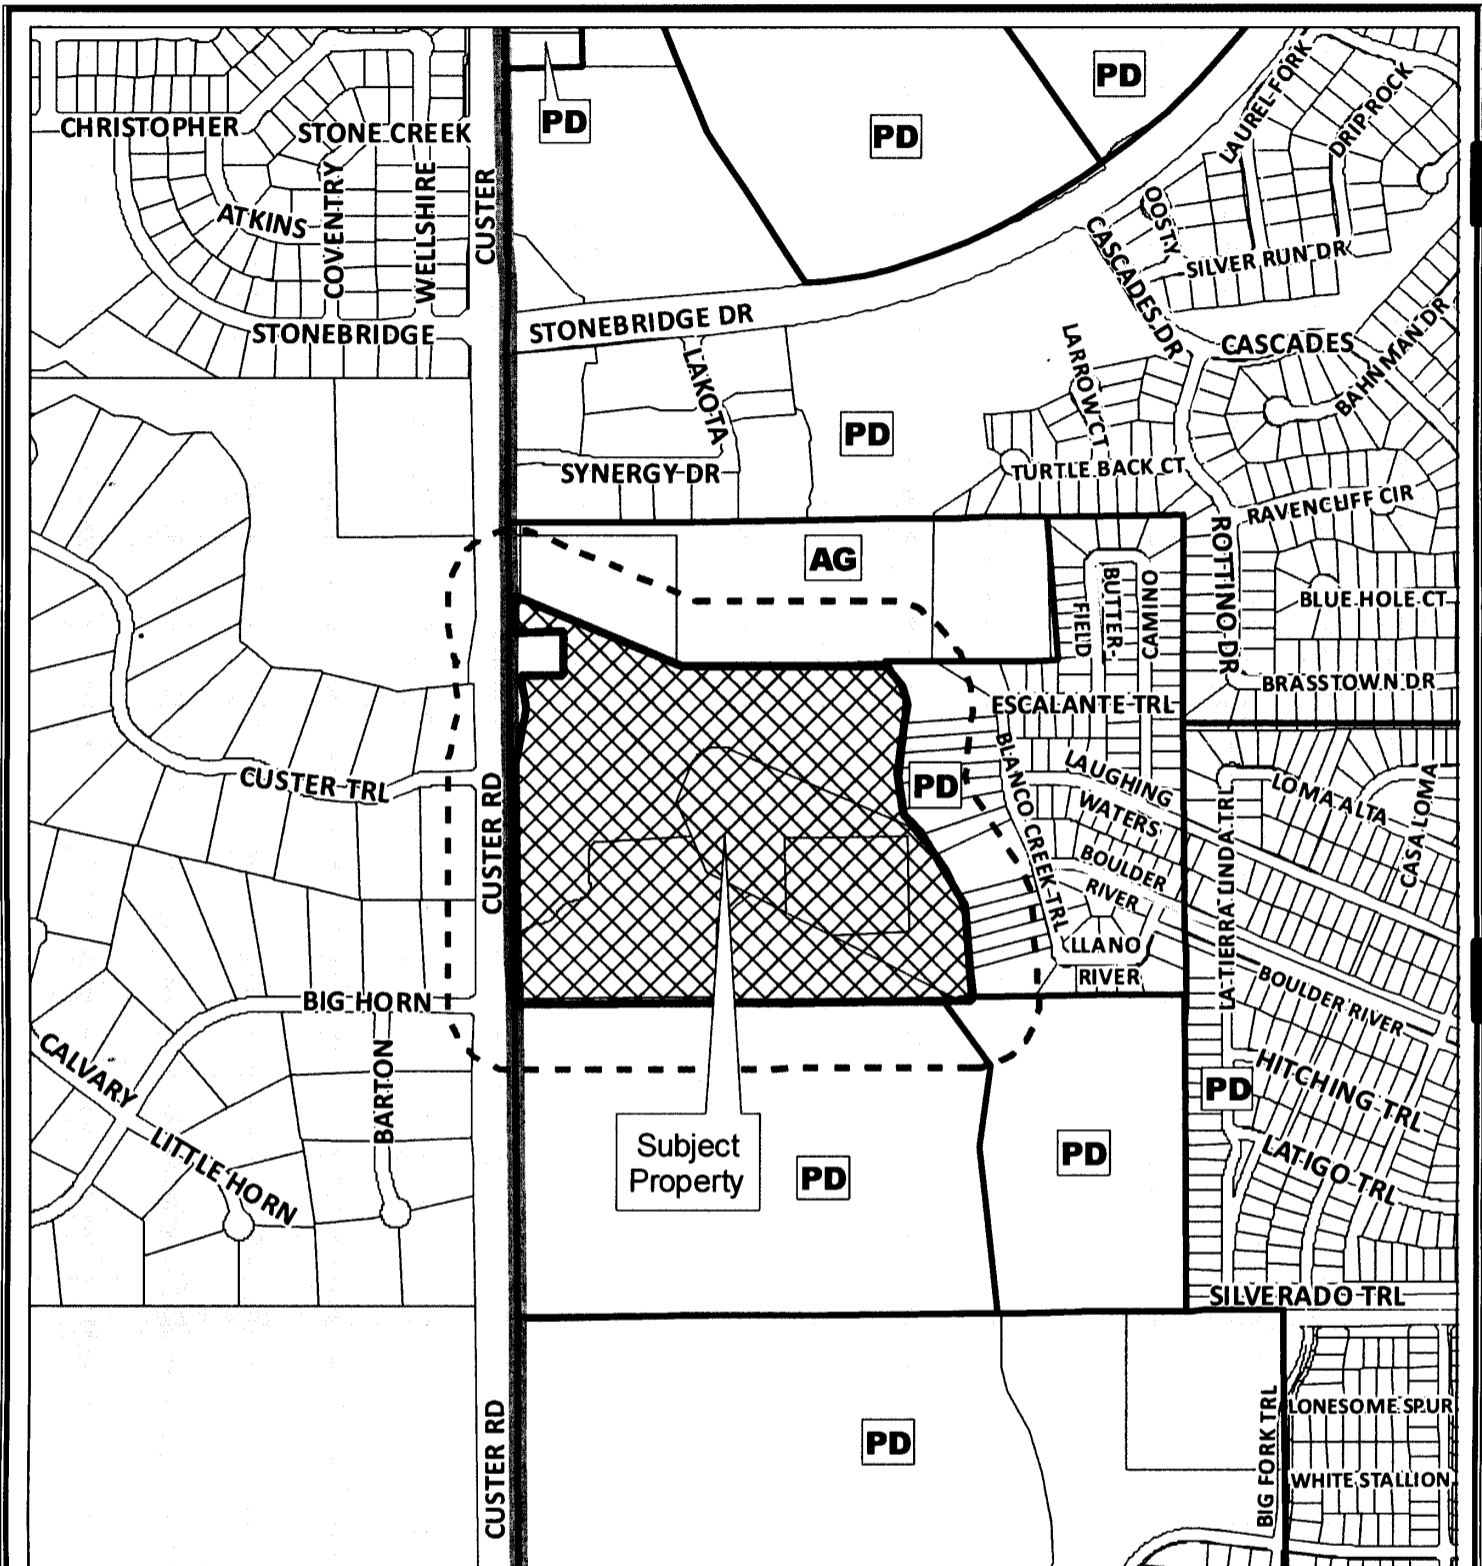 PD
PD
PD
LAUREL FORK
DRIP ROCK
CHRISTOPHER
STONE CREEK
COVENTRY
WELLSHIRE
CUSTER
ATKINS
OOSTY
CASCADES DR
SILVER RUN DR
STONEBRIDGE
STONEBRIDGE DR
LAKOTA
LARROW CT
CASCADES
BAHNMAN DR
PD
SYNERGY DR
TURTLE BACK CT
RAVENCLIFF CIR
ROTTINO DR
AG
BUTTER-
FIELD
CAMINO
BLUE HOLE CT
BRASSTOWN DR
ESCALANTE TRL
BLANCO CREEK TRL
CUSTER TRL
CUSTER RD
PD
LAUGHING
WATERS
LA TIERRA LINDA TRL
LOMA ALTA
CASA LOMA
BOULDER
RIVER
LLANO
RIVER
BOULDER RIVER
BIG HORN
CALVARY
BARTON
LITTLE HORN
HITCHING TRL
PD
LATIGO TRL
Subject
Property
PD
PD
SILVERADO TRL
CUSTER RD
PD
BIG FORK TRL
LONESOME SPUR
WHITE STALLION